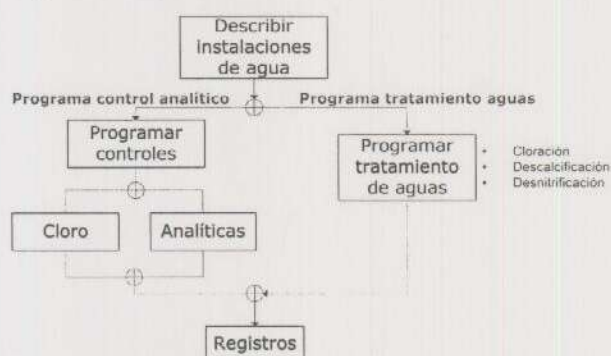 Describir
instalaciones
de agua
Programa control analítico
Programa tratamiento aguas
Programar
controles
Programar
tratamiento
de aguas
• Cloración
• Descalcificación
• Desnitrificación
Cloro
Analíticas
Registros